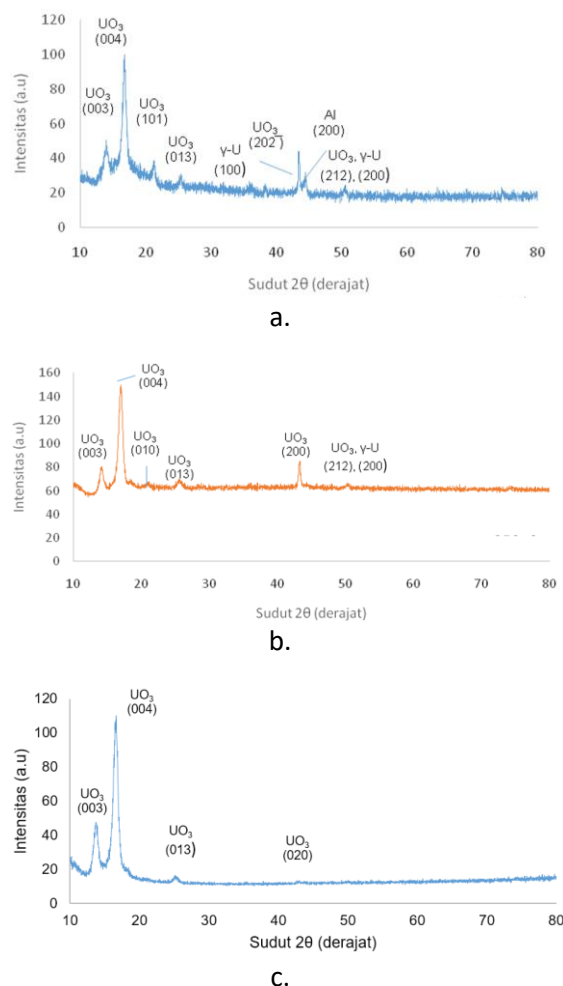 120
100
80
60
40
20
0
Intensitas (a.u)
UO₃
(004)
UO₃
(003)
UO₃
(101)
UO₃
(013)
γ-U
(100)
UO₃
(202̅)
Al
(200)
UO₃, γ-U
(212), (200)
10 20 30 40 50 60 70 80
Sudut 2θ (derajat)
a.
160
140
120
100
80
60
40
20
0
Intensitas (a.u)
UO₃
(004)
UO₃
(003)
UO₃
(010)
UO₃
(013)
UO₃
(200)
UO₃, γ-U
(212), (200)
10 20 30 40 50 60 70 80
Sudut 2θ (derajat)
b.
120
100
80
60
40
20
0
Intensitas (a.u)
UO₃
(004)
UO₃
(003)
UO₃
(013)
UO₃
(020)
10 20 30 40 50 60 70 80
Sudut 2θ (derajat)
c.